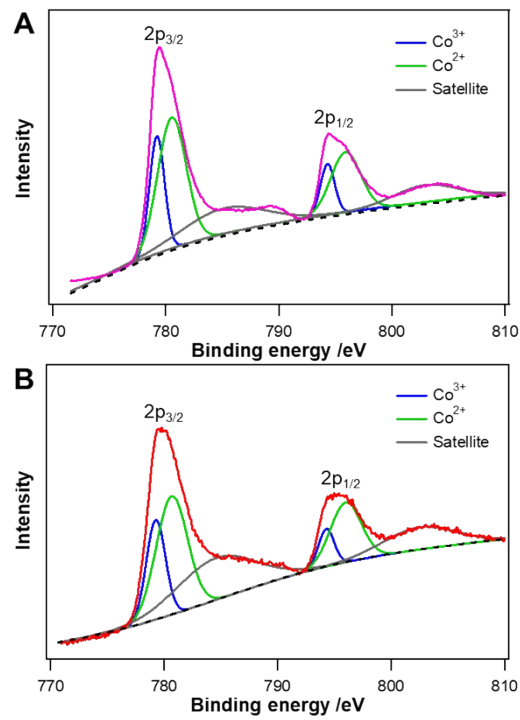 A
2p3/2
2p1/2
Co3+
Co2+
Satellite
Intensity
770 780 790 800 810
Binding energy /eV
B
2p3/2
2p1/2
Co3+
Co2+
Satellite
Intensity
770 780 790 800 810
Binding energy /eV